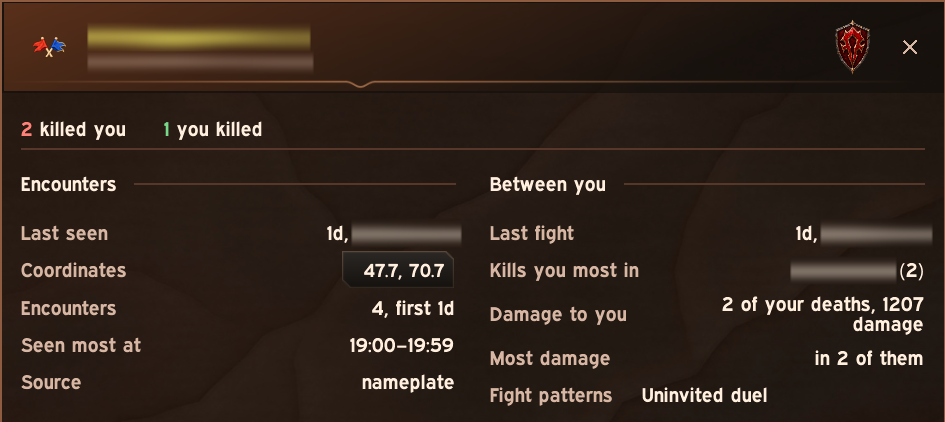 2 killed you 1 you killed
Encounters
Last seen 1d,
Coordinates 47.7, 70.7
Encounters 4, first 1d
Seen most at 19:00–19:59
Source nameplate
Between you
Last fight 1d,
Kills you most in (2)
Damage to you 2 of your deaths, 1207
damage
Most damage in 2 of them
Fight patterns Uninvited duel